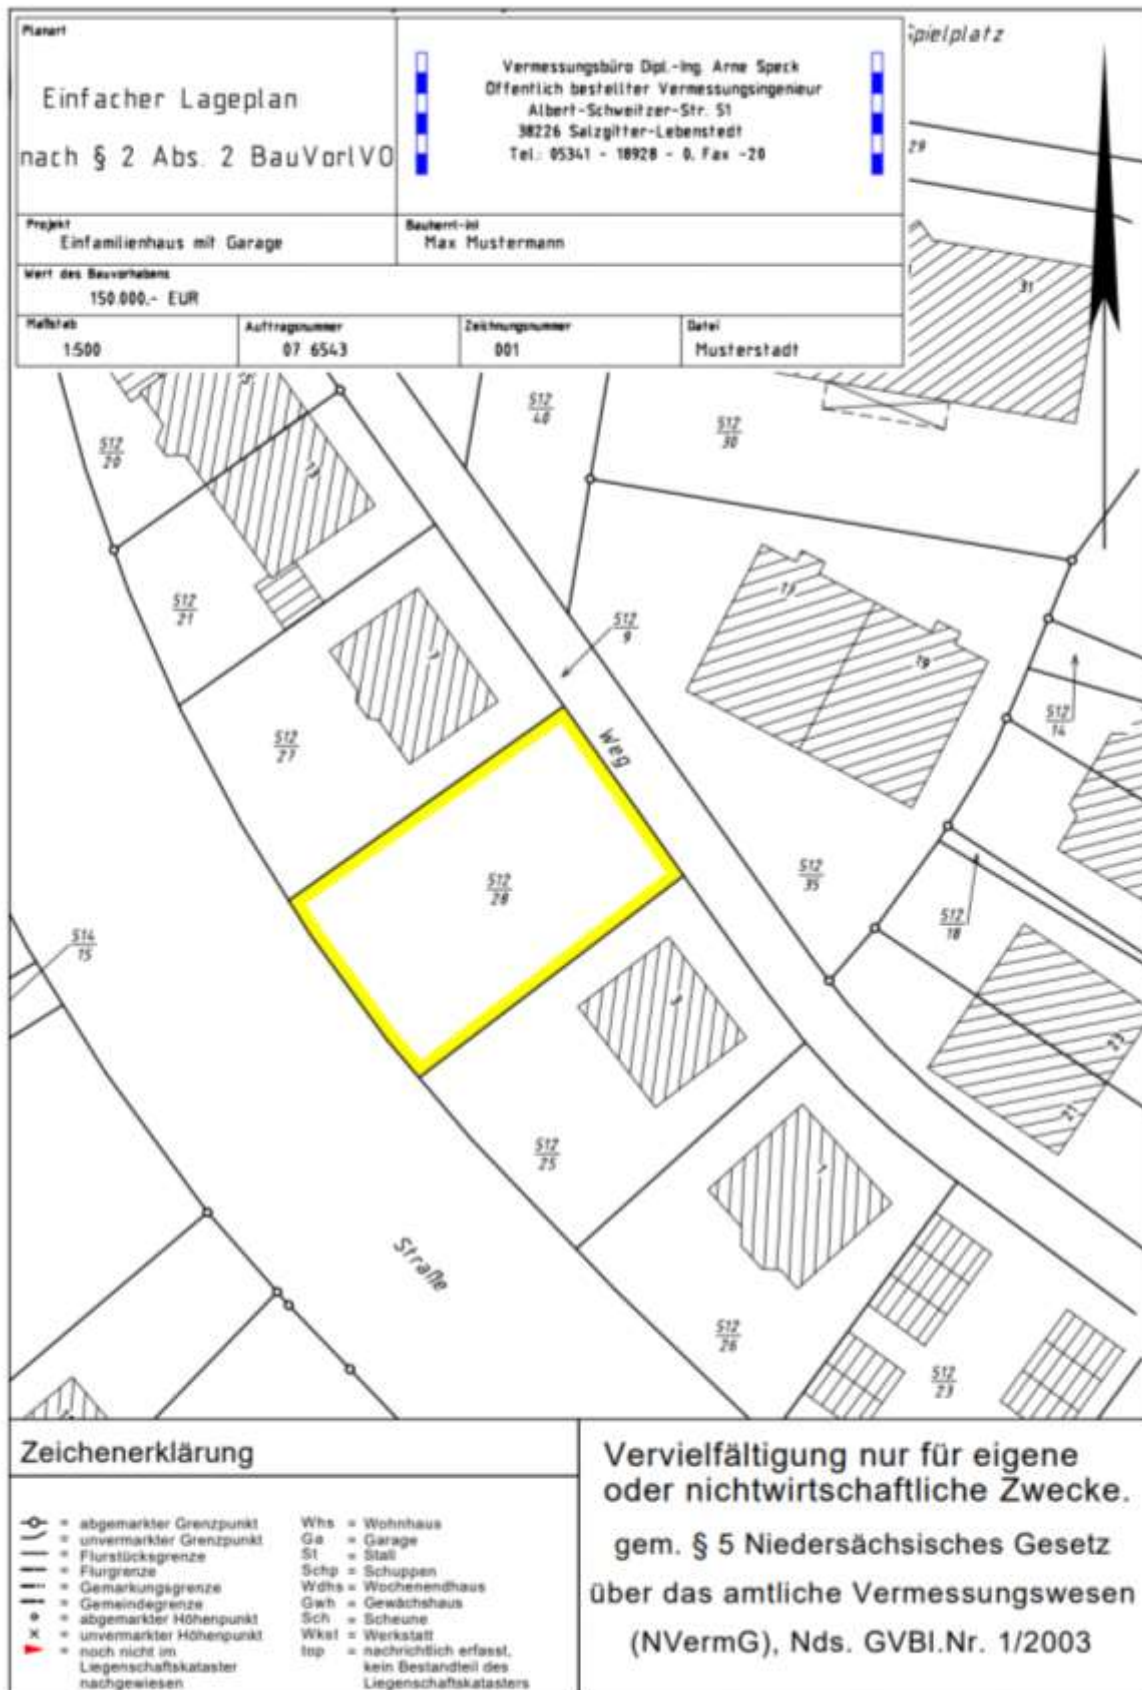 Planart
Einfacher Lageplan
nach § 2 Abs. 2 BauVorlVO
Vermessungsbüro Dipl.-Ing. Arne Speck
Öffentlich bestellter Vermessungsingenieur
Albert-Schweitzer-Str. 51
38226 Salzgitter-Lebenstedt
Tel.: 05341 - 18928 - 0, Fax -20
Projekt
Einfamilienhaus mit Garage
Bauherr(-in)
Max Mustermann
Wert des Bauvorhabens
150.000,- EUR
Maßstab
1:500
Auftragsnummer
07 6543
Zeichnungsnummer
001
Datei
Musterstadt
Spielplatz
29
31
512
40
512
30
512
20
13
512
21
15
512
9
19
512
27
Weg
512
14
512
28
512
35
512
18
514
15
23
21
512
25
Straße
512
26
512
23
Zeichenerklärung
= abgemarkter Grenzpunkt
= unvermarkter Grenzpunkt
= Flurstücksgrenze
= Flurgrenze
= Gemarkungsgrenze
= Gemeindegrenze
= abgemarkter Höhenpunkt
= unvermarkter Höhenpunkt
= noch nicht im
Liegenschaftskataster
nachgewiesen
Whs = Wohnhaus
Ga = Garage
St = Stall
Schp = Schuppen
Wdhs = Wochenendhaus
Gwh = Gewächshaus
Sch = Scheune
Wkst = Werkstatt
top = nachrichtlich erfasst,
kein Bestandteil des
Liegenschaftskatasters
Vervielfältigung nur für eigene
oder nichtwirtschaftliche Zwecke.
gem. § 5 Niedersächsisches Gesetz
über das amtliche Vermessungswesen
(NVermG), Nds. GVBl.Nr. 1/2003